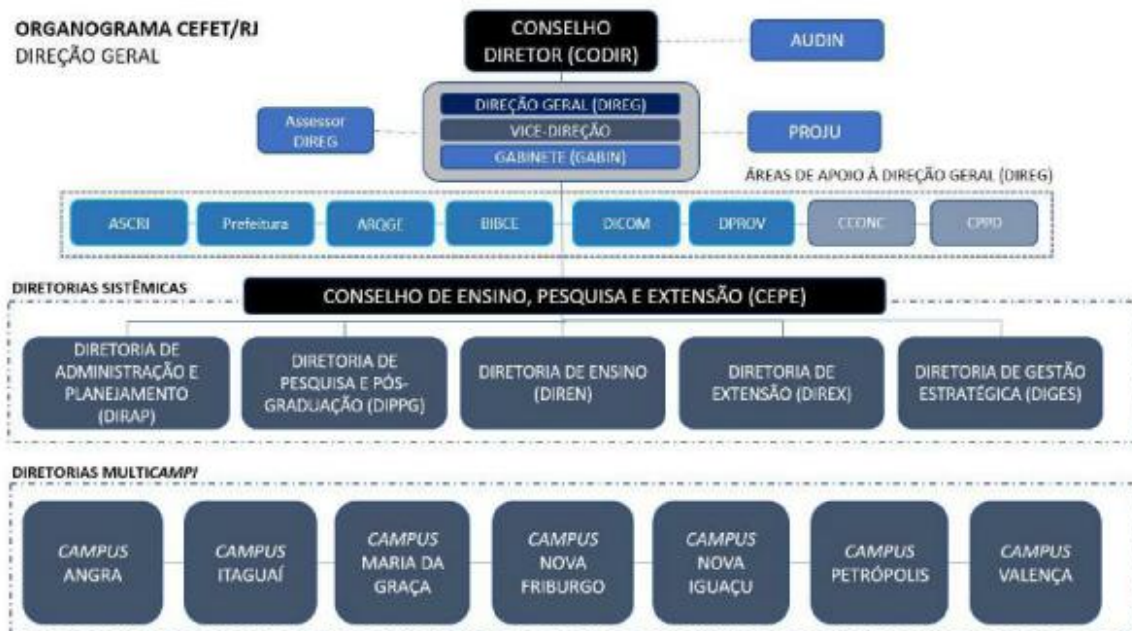 ORGANOGRAMA CEFET/RJ
DIREÇÃO GERAL
CONSELHO
DIRETOR (CODIR)
AUDIN
Assessor
DIREG
DIREÇÃO GERAL (DIREG)
VICE-DIREÇÃO
GABINETE (GABIN)
PROJU
ÁREAS DE APOIO À DIREÇÃO GERAL (DIREG)
ASCRI
Prefeitura
ARQGE
BIBCE
DICOM
DPROV
CCONC
CPPD
DIRETORIAS SISTÊMICAS
CONSELHO DE ENSINO, PESQUISA E EXTENSÃO (CEPE)
DIRETORIA DE
ADMINISTRAÇÃO E
PLANEJAMENTO
(DIRAP)
DIRETORIA DE
PESQUISA E PÓS-
GRADUAÇÃO (DIPPG)
DIRETORIA DE ENSINO
(DIREN)
DIRETORIA DE
EXTENSÃO (DIREX)
DIRETORIA DE GESTÃO
ESTRATÉGICA (DIGES)
DIRETORIAS MULTICAMPI
CAMPUS
ANGRA
CAMPUS
ITAGUAÍ
CAMPUS
MARIA DA
GRAÇA
CAMPUS
NOVA
FRIBURGO
CAMPUS
NOVA
IGUAÇU
CAMPUS
PETRÓPOLIS
CAMPUS
VALENÇA